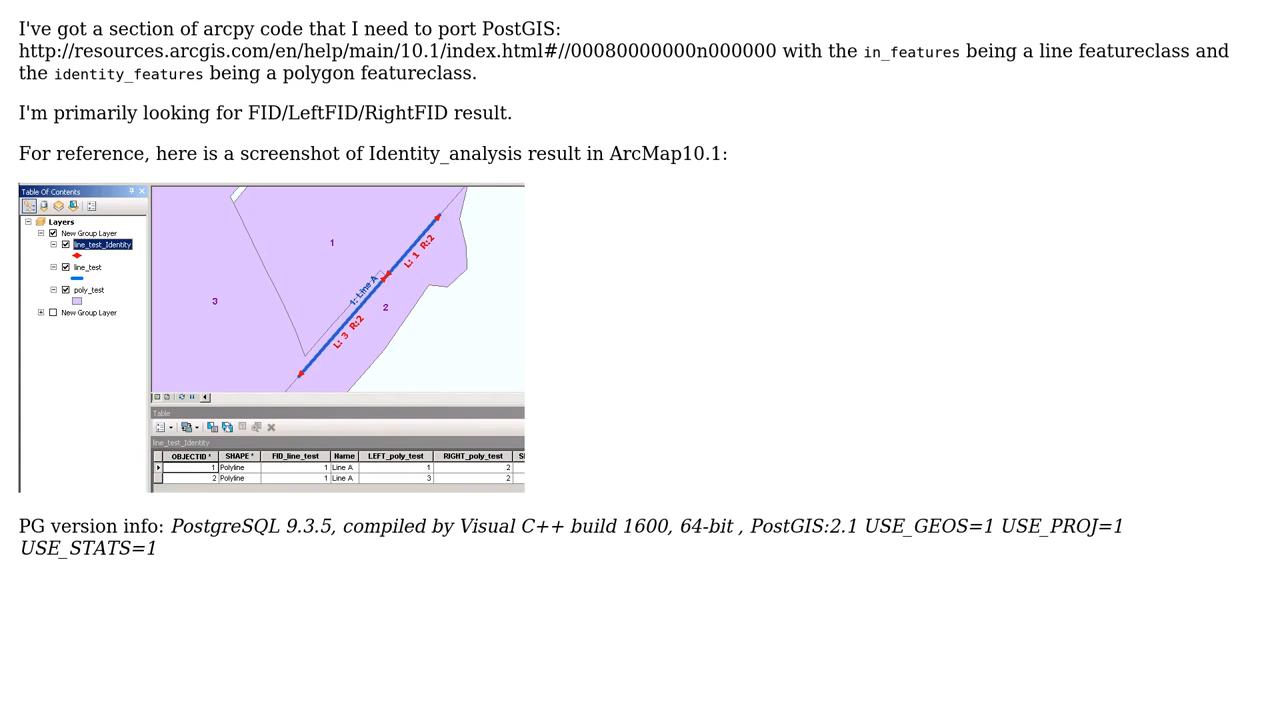 I've got a section of arcpy code that I need to port PostGIS:
http://resources.arcgis.com/en/help/main/10.1/index.html#//00080000000n000000 with the in_features being a line featureclass and
the identity_features being a polygon featureclass.
I'm primarily looking for FID/LeftFID/RightFID result.
For reference, here is a screenshot of Identity_analysis result in ArcMap10.1:
Table Of Contents
Layers
New Group Layer
line_test_Identity
line_test
poly_test
New Group Layer
1
3
2
1: Line A
L: 1 R:2
L: 3 R:2
Table
line_test_Identity
OBJECTID * SHAPE * FID_line_test Name LEFT_poly_test RIGHT_poly_test
1 Polyline 1 Line A 1 2
2 Polyline 1 Line A 3 2
PG version info: PostgreSQL 9.3.5, compiled by Visual C++ build 1600, 64-bit , PostGIS:2.1 USE_GEOS=1 USE_PROJ=1
USE_STATS=1